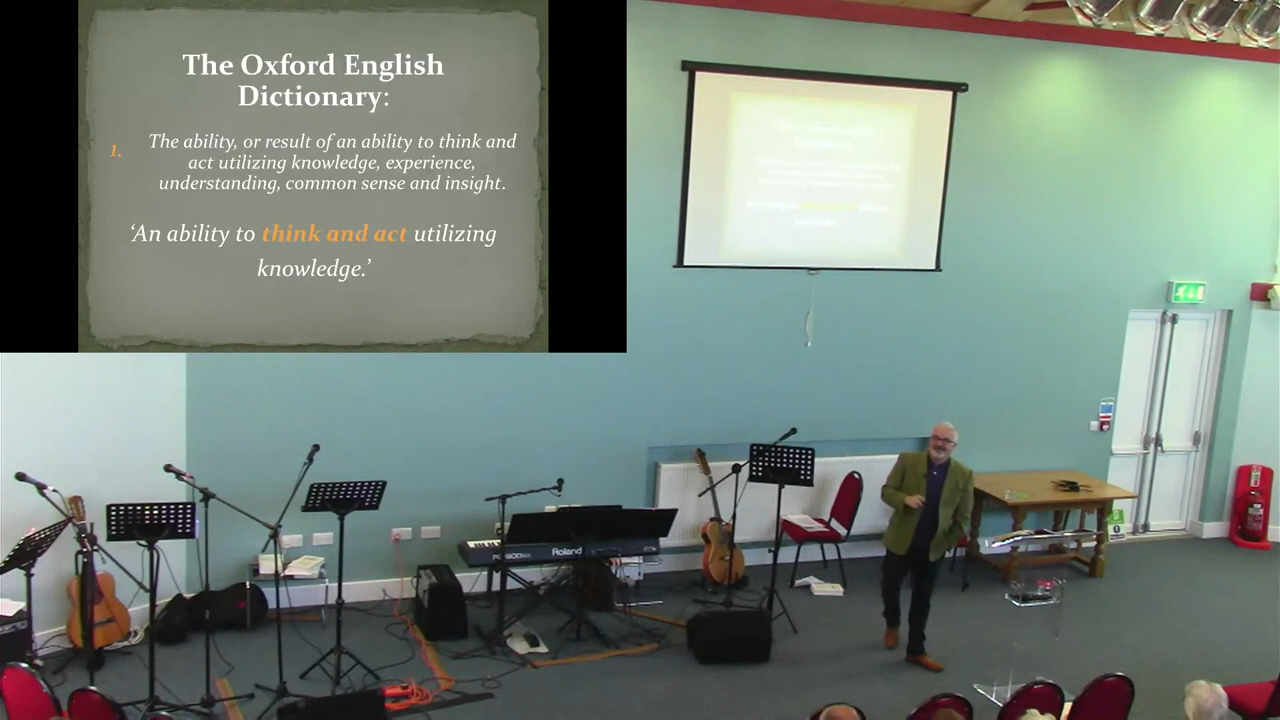 The Oxford English
Dictionary:
1. The ability, or result of an ability to think and
act utilizing knowledge, experience,
understanding, common sense and insight.
‘An ability to think and act utilizing
knowledge.’
Roland